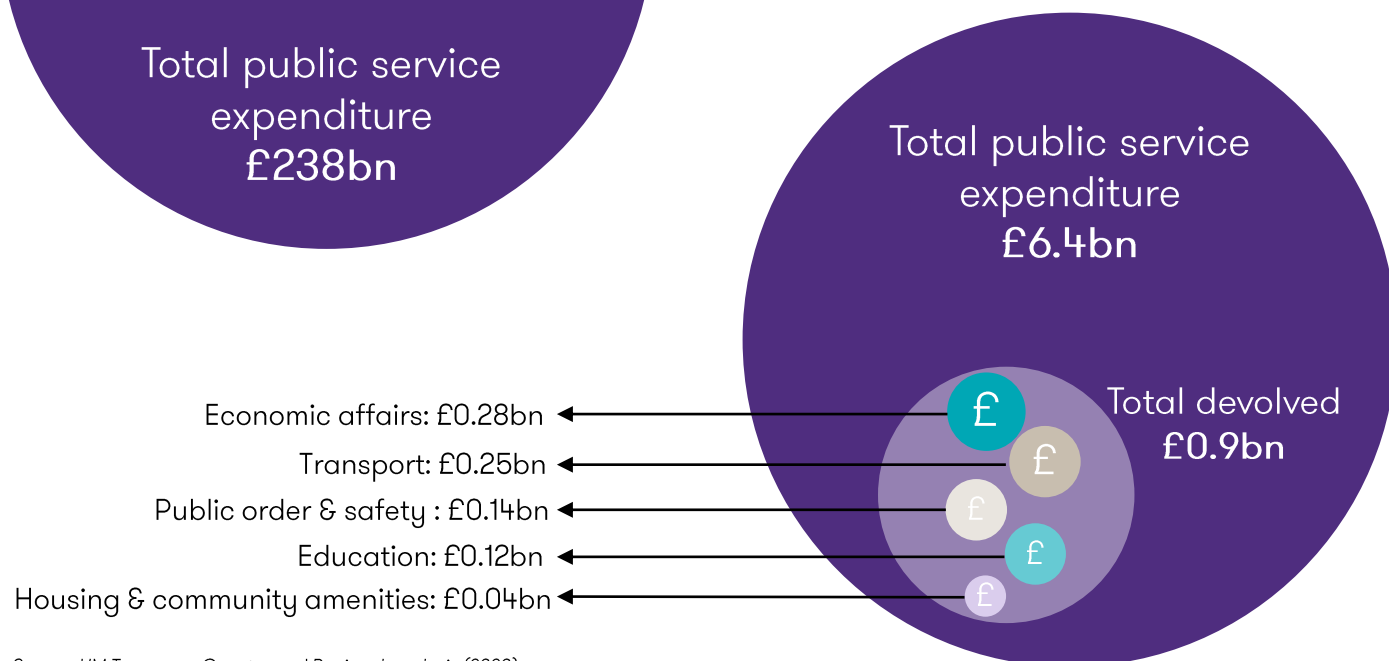 Total public service
expenditure
£238bn
Total public service
expenditure
£6.4bn
Total devolved
£0.9bn
£
£
£
£
£
Economic affairs: £0.28bn
Transport: £0.25bn
Public order & safety : £0.14bn
Education: £0.12bn
Housing & community amenities: £0.04bn